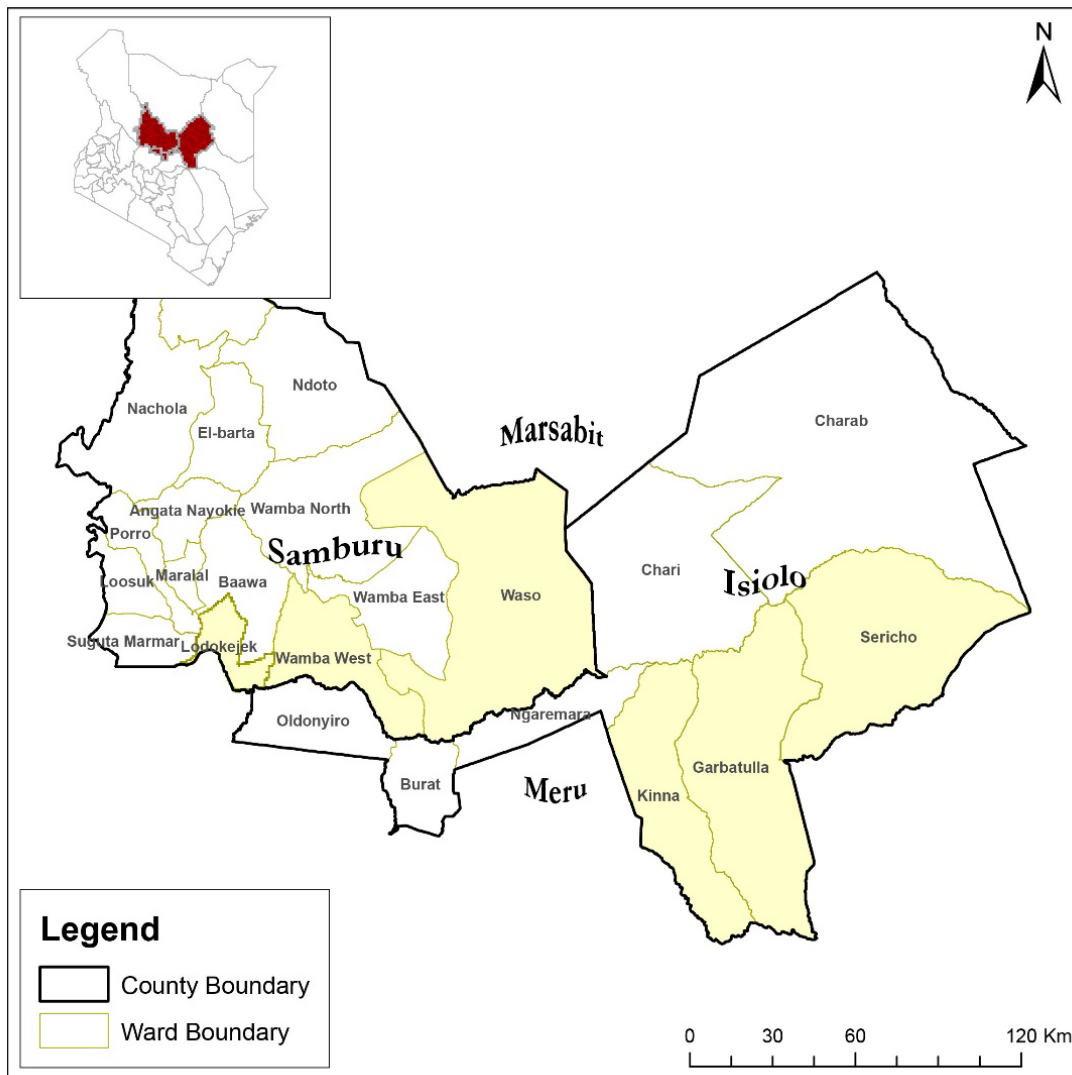 N
Ndoto
Nachola
Charab
El-barta
Marsabit
Angata Nayokie
Wamba North
Porro
Samburu
Loosuk
Maralal
Baawa
Chari
Isiolo
Wamba East
Waso
Sericho
Suguta Marmar
Lodokejek
Wamba West
Oldonyiro
Ngaremara
Garbatulla
Burat
Meru
Kinna
Legend
County Boundary
Ward Boundary
0 30 60 120 Km